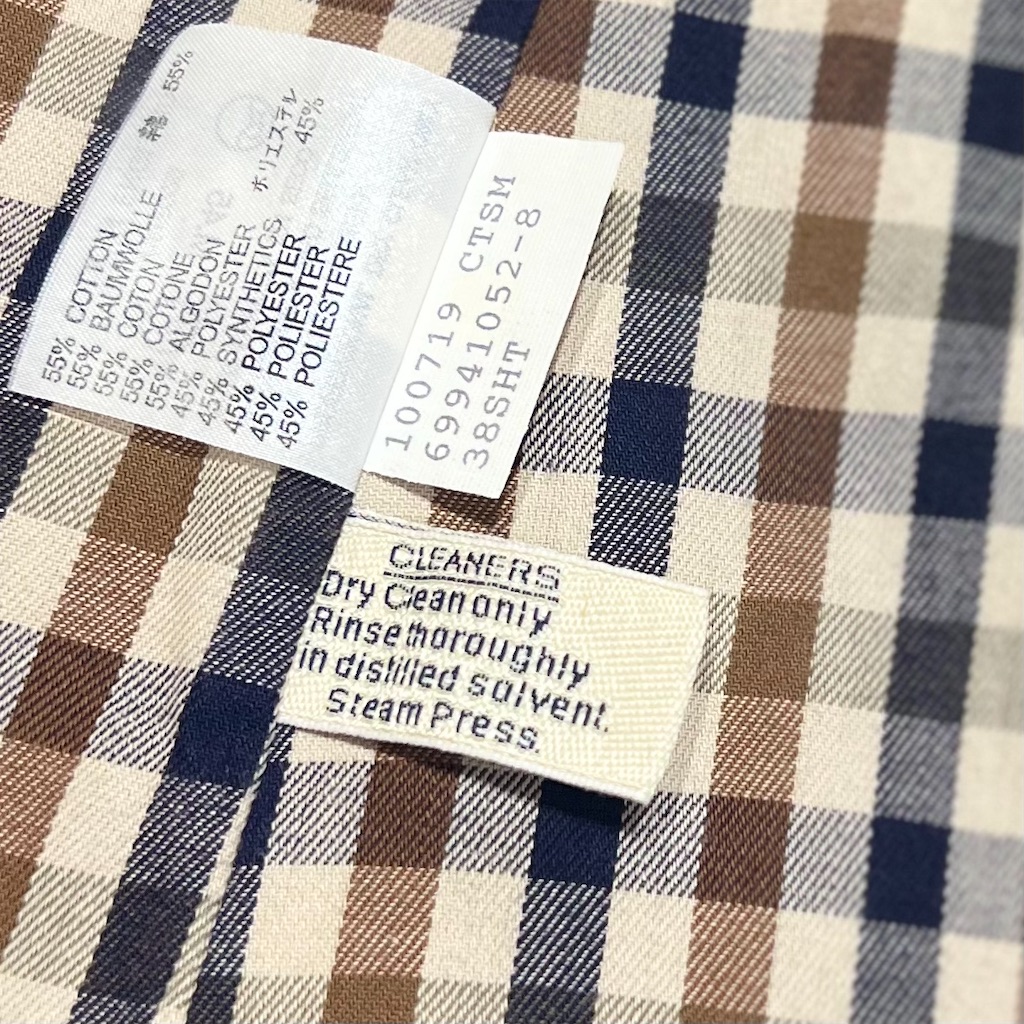 綿 55%
ポリエステル 45%
55% COTTON
55% BAUMWOLLE
55% COTON
55% COTONE
55% ALGODON
45% POLYESTER
45% SYNTHETICS
45% POLYESTER
45% POLIESTER
45% POLIESTERE
100719 CTSM
699410052-8
38SHT
CLEANERS
Dry Clean only
Rinse thoroughly
in distilled solvent.
Steam Press.